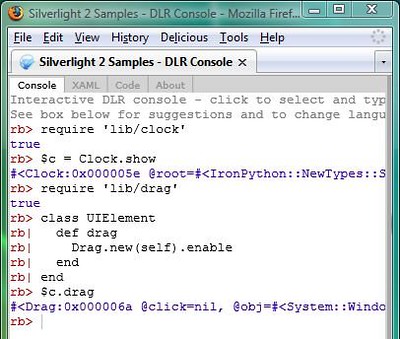 Silverlight 2 Samples - DLR Console - Mozilla Firef...
File Edit View History Delicious Tools Help
Silverlight 2 Samples - DLR Console
Console XAML Code About
Interactive DLR console - click to select and typ
See box below for suggestions and to change langu
rb> require 'lib/clock'
true
rb> $c = Clock.show
#<Clock:0x000005e @root=#<IronPython::NewTypes::S
rb> require 'lib/drag'
true
rb> class UIElement
rb| def drag
rb| Drag.new(self).enable
rb| end
rb| end
rb> $c.drag
#<Drag:0x000006a @click=nil, @obj=#<System::Windo
rb>